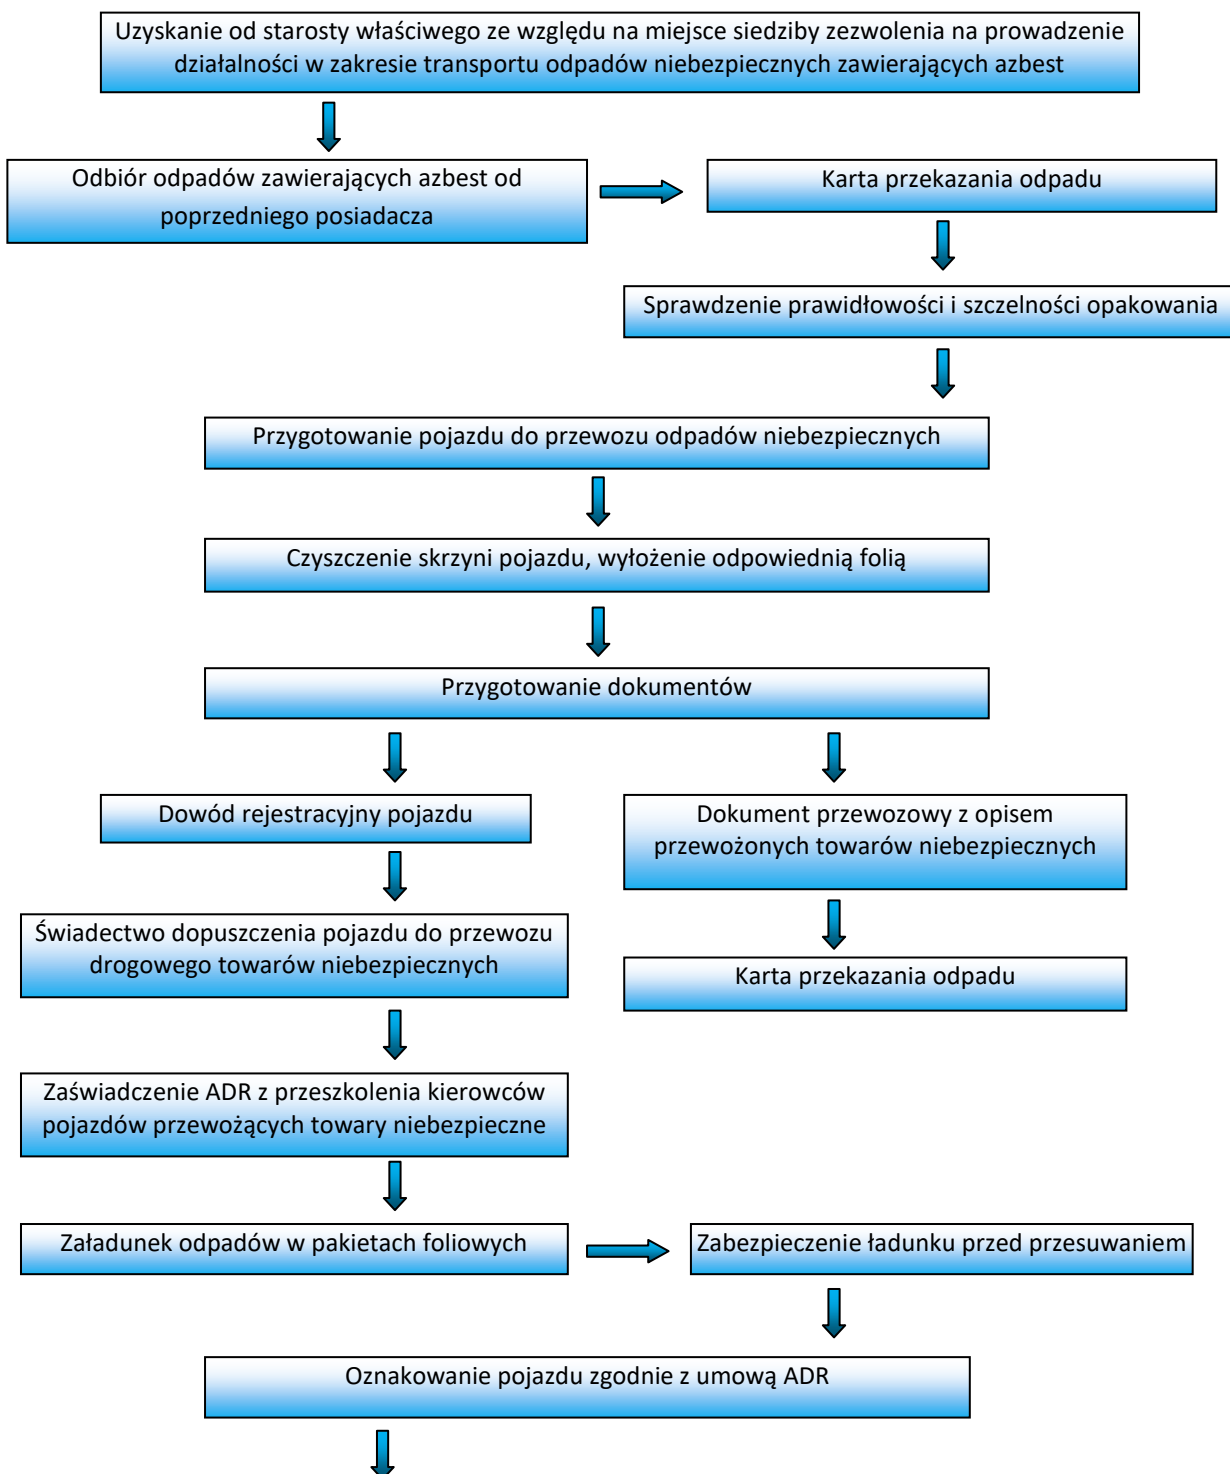 Uzyskanie od starosty właściwego ze względu na miejsce siedziby zezwolenia na prowadzenie
działalności w zakresie transportu odpadów niebezpiecznych zawierających azbest
Odbiór odpadów zawierających azbest od
poprzedniego posiadacza
Karta przekazania odpadu
Sprawdzenie prawidłowości i szczelności opakowania
Przygotowanie pojazdu do przewozu odpadów niebezpiecznych
Czyszczenie skrzyni pojazdu, wyłożenie odpowiednią folią
Przygotowanie dokumentów
Dowód rejestracyjny pojazdu
Dokument przewozowy z opisem
przewożonych towarów niebezpiecznych
Świadectwo dopuszczenia pojazdu do przewozu
drogowego towarów niebezpiecznych
Karta przekazania odpadu
Zaświadczenie ADR z przeszkolenia kierowców
pojazdów przewożących towary niebezpieczne
Załadunek odpadów w pakietach foliowych
Zabezpieczenie ładunku przed przesuwaniem
Oznakowanie pojazdu zgodnie z umową ADR